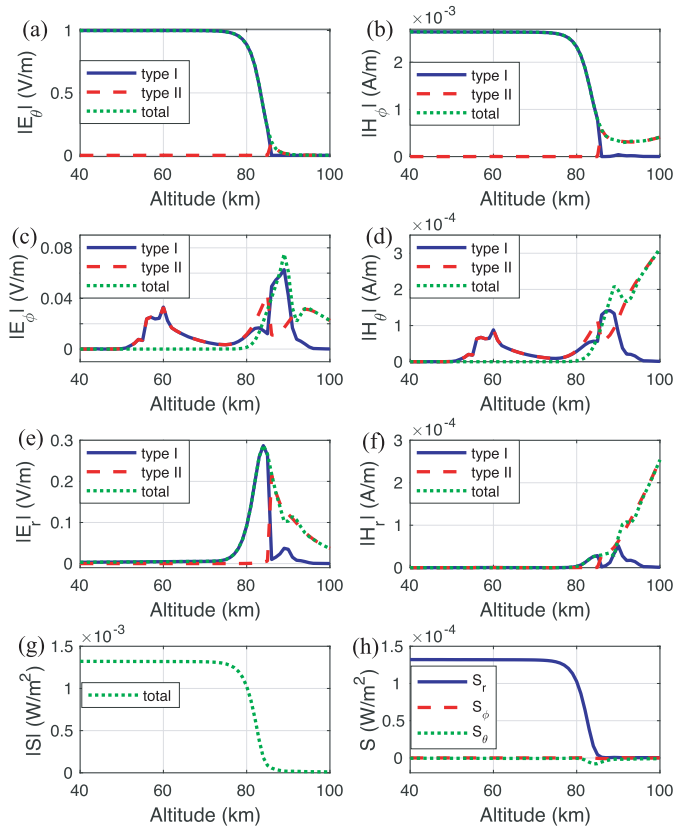 (a)
1
0.5
0
|Eθ| (V/m)
type I
type II
total
40 60 80 100
Altitude (km)
(b)
×10-3
3
2
1
0
|Hϕ| (A/m)
type I
type II
total
40 60 80 100
Altitude (km)
(c)
0.08
0.04
0
|Eϕ| (V/m)
type I
type II
total
40 60 80 100
Altitude (km)
(d)
×10-4
3
2
1
0
|Hθ| (A/m)
type I
type II
total
40 60 80 100
Altitude (km)
(e)
0.3
0.2
0.1
0
|Er| (V/m)
type I
type II
total
40 60 80 100
Altitude (km)
(f)
×10-4
3
2
1
0
|Hr| (A/m)
type I
type II
total
40 60 80 100
Altitude (km)
(g)
×10-3
1.5
1
0.5
0
|S| (W/m2)
total
40 60 80 100
Altitude (km)
(h)
×10-4
1.5
1
0.5
0
S (W/m2)
Sr
Sϕ
Sθ
40 60 80 100
Altitude (km)